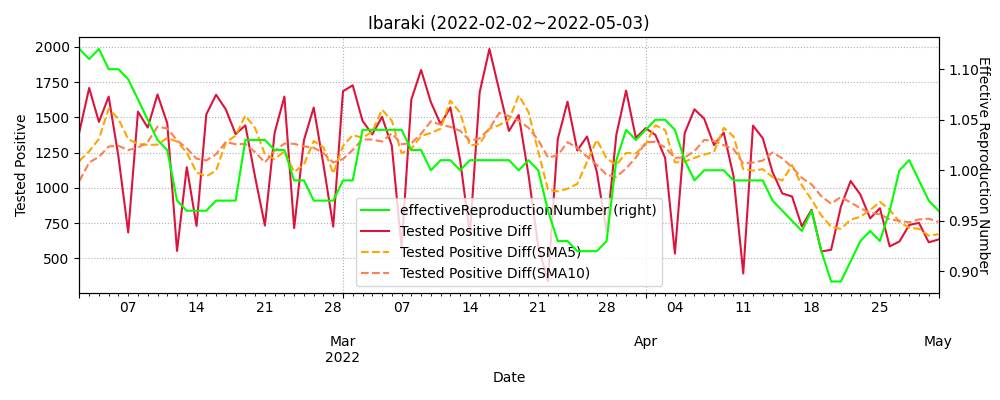 Ibaraki (2022-02-02~2022-05-03)
Tested Positive
2000
1750
1500
1250
1000
750
500
1.10
1.05
1.00
0.95
0.90
Effective Reproduction Number
effectiveReproductionNumber (right)
Tested Positive Diff
Tested Positive Diff(SMA5)
Tested Positive Diff(SMA10)
07 14 21 28 07 14 21 28 04 11 18 25
Mar Apr May
2022
Date